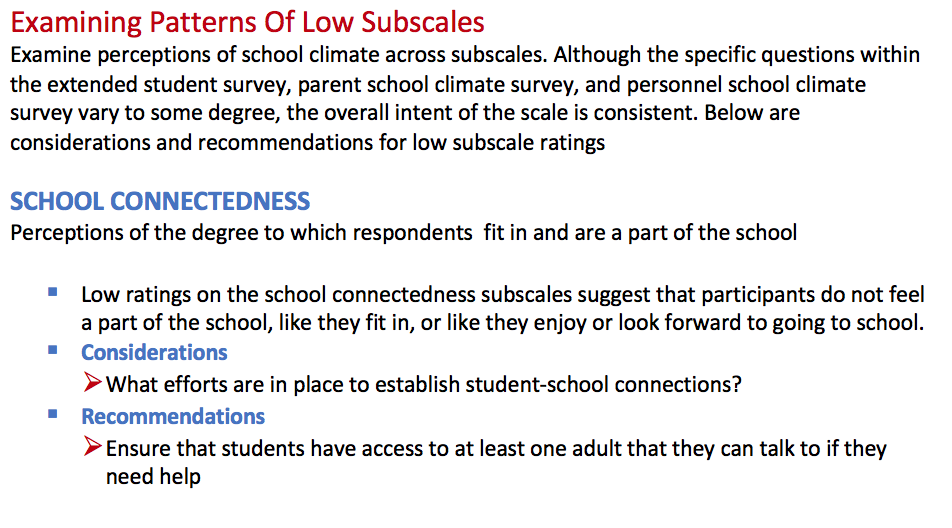 Examining Patterns Of Low Subscales
Examine perceptions of school climate across subscales. Although the specific questions within
the extended student survey, parent school climate survey, and personnel school climate
survey vary to some degree, the overall intent of the scale is consistent. Below are
considerations and recommendations for low subscale ratings
SCHOOL CONNECTEDNESS
Perceptions of the degree to which respondents  fit in and are a part of the school
▪ Low ratings on the school connectedness subscales suggest that participants do not feel
a part of the school, like they fit in, or like they enjoy or look forward to going to school.
▪ Considerations
➢ What efforts are in place to establish student-school connections?
▪ Recommendations
➢ Ensure that students have access to at least one adult that they can talk to if they
need help